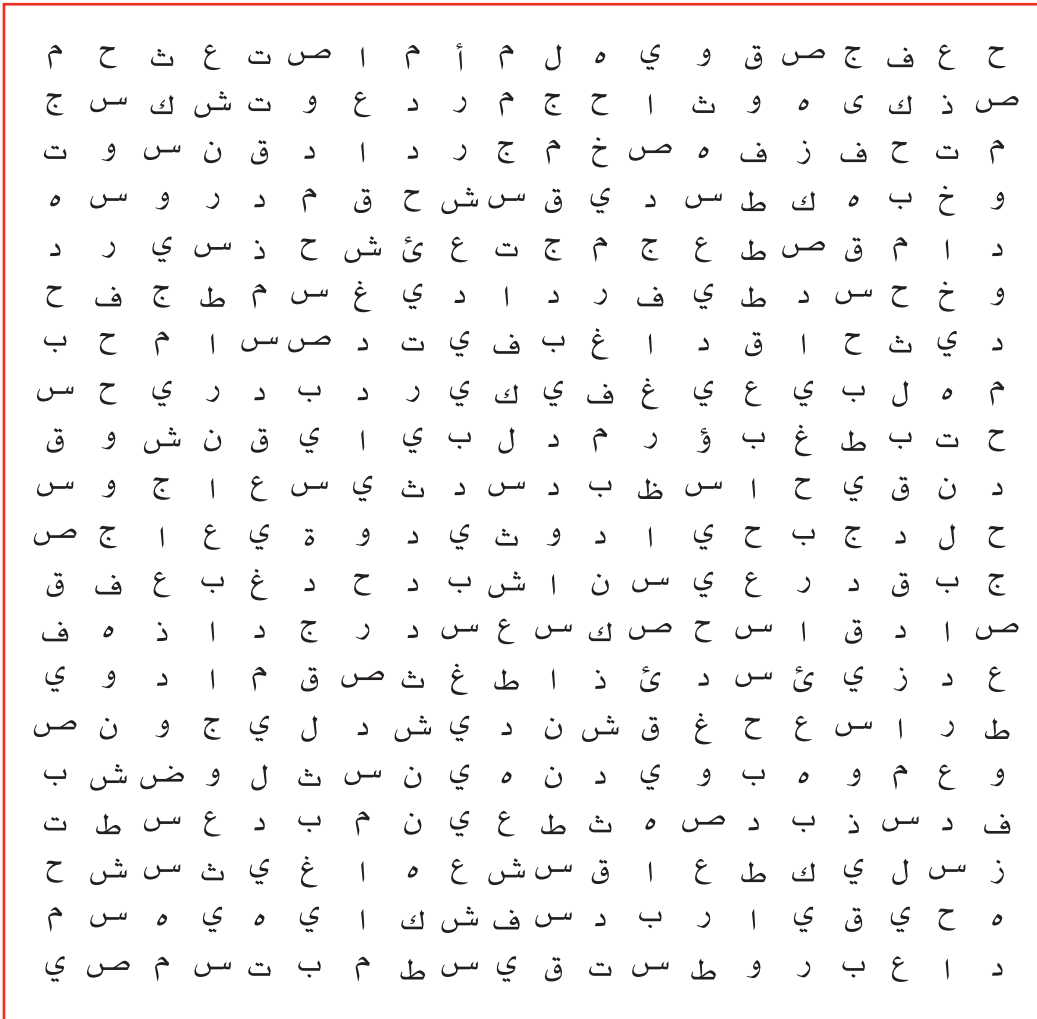 ح ع ف ج ص ق و ي ه ل م أ م ا ص ت ع ث ح م
ص ذ ك ى ه و ث ا ح ج م ر د ع و ت ش ك س ج
م ت ح ف ز ف ه ص خ م ج ر د ا د ق ن س و ت
و خ ب ه ك ط س د ي ق س ش ح ق م د ر و س ه
د ا م ق ص ط ع ج م ج ت ع ئ ش ح ذ س ي ر د
و خ ح س د ط ي ف ر د ا د ي غ س م ط ج ف ح
د ي ث ح ا ق د ا غ ب ف ي ت د ص س ا م ح ب
م ه ل ب ي ع ي غ ف ي ك ي ر د ب د ر ي ح س
ح ت ب ط غ ب ؤ ر م د ل ب ي ا ي ق ن ش و ق
د ن ق ي ح ا س ظ ب د س د ث ي س ع ا ج و س
ح ل د ج ب ح ي ا د و ث ي د و ة ي ع ا ج ص
ج ب ق د ر ع ي س ن ا ش ب د ح د غ ب ع ف ق
ص ا د ق ا س ح ص ك س ع س د ر ج د ا ذ ه ف
ع د ز ي ئ س د ئ ذ ا ط غ ث ص ق م ا د و ي
ط ر ا س ع ح غ ق ش ن د ي ش د ل ي ج و ن ص
و ع م و ه ب و ي د ن ه ي ن س ث ل و ض ش ب
ف د س ذ ب د ص ه ث ط ع ي ن م ب د ع س ط ت
ز س ل ي ك ط ع ا ق س ش ع ه ا غ ي ث س ش ح
ه ح ي ق ي ا ر ب د س ف ش ك ا ي ه ي ه س م
د ا ع ب ر و ط س ت ق ي س ط م ب ت س م ص ي